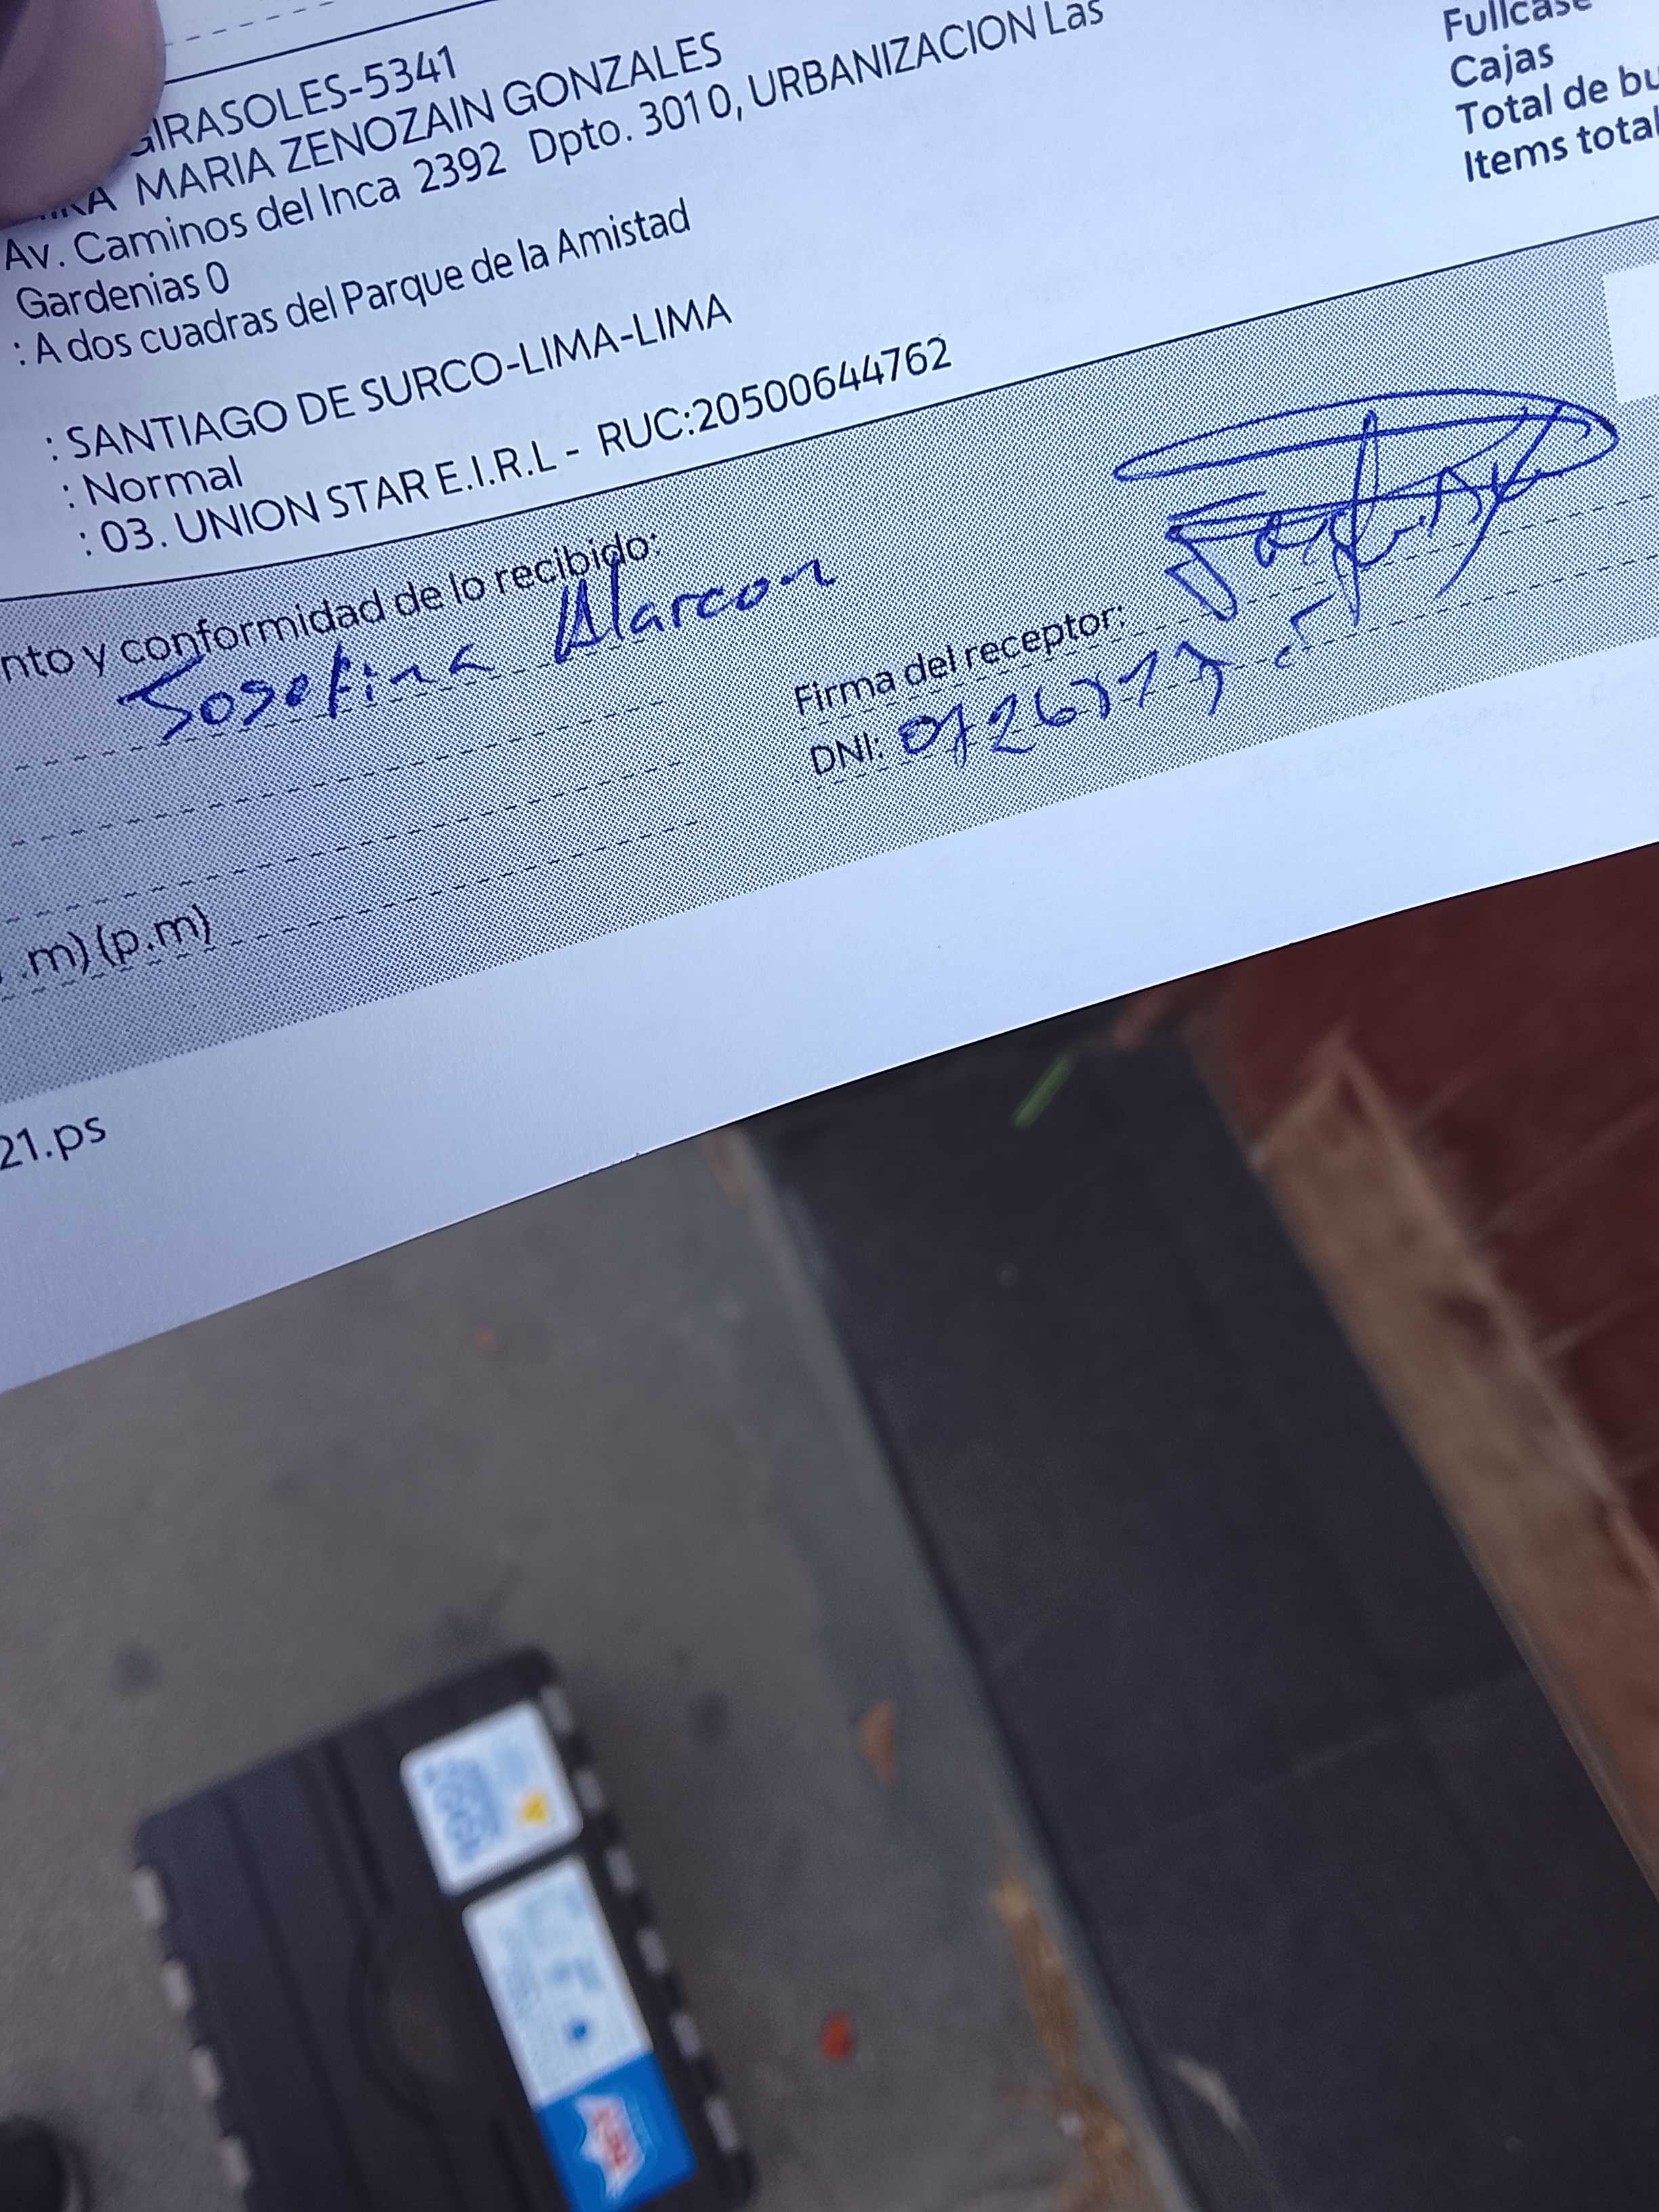 GIRASOLES-5341
MARIA ZENOZAIN GONZALES
Av. Caminos del Inca 2392 Dpto. 301 0, URBANIZACION Las
Gardenias 0
: A dos cuadras del Parque de la Amistad
: SANTIAGO DE SURCO-LIMA-LIMA
: Normal
: 03. UNION STAR E.I.R.L - RUC:20500644762
Fullcase
Cajas
Total de bu
Items total
nto y conformidad de lo recibido:
Josefina Alarcon
Firma del receptor:
DNI:
.m) (p.m)
21.ps